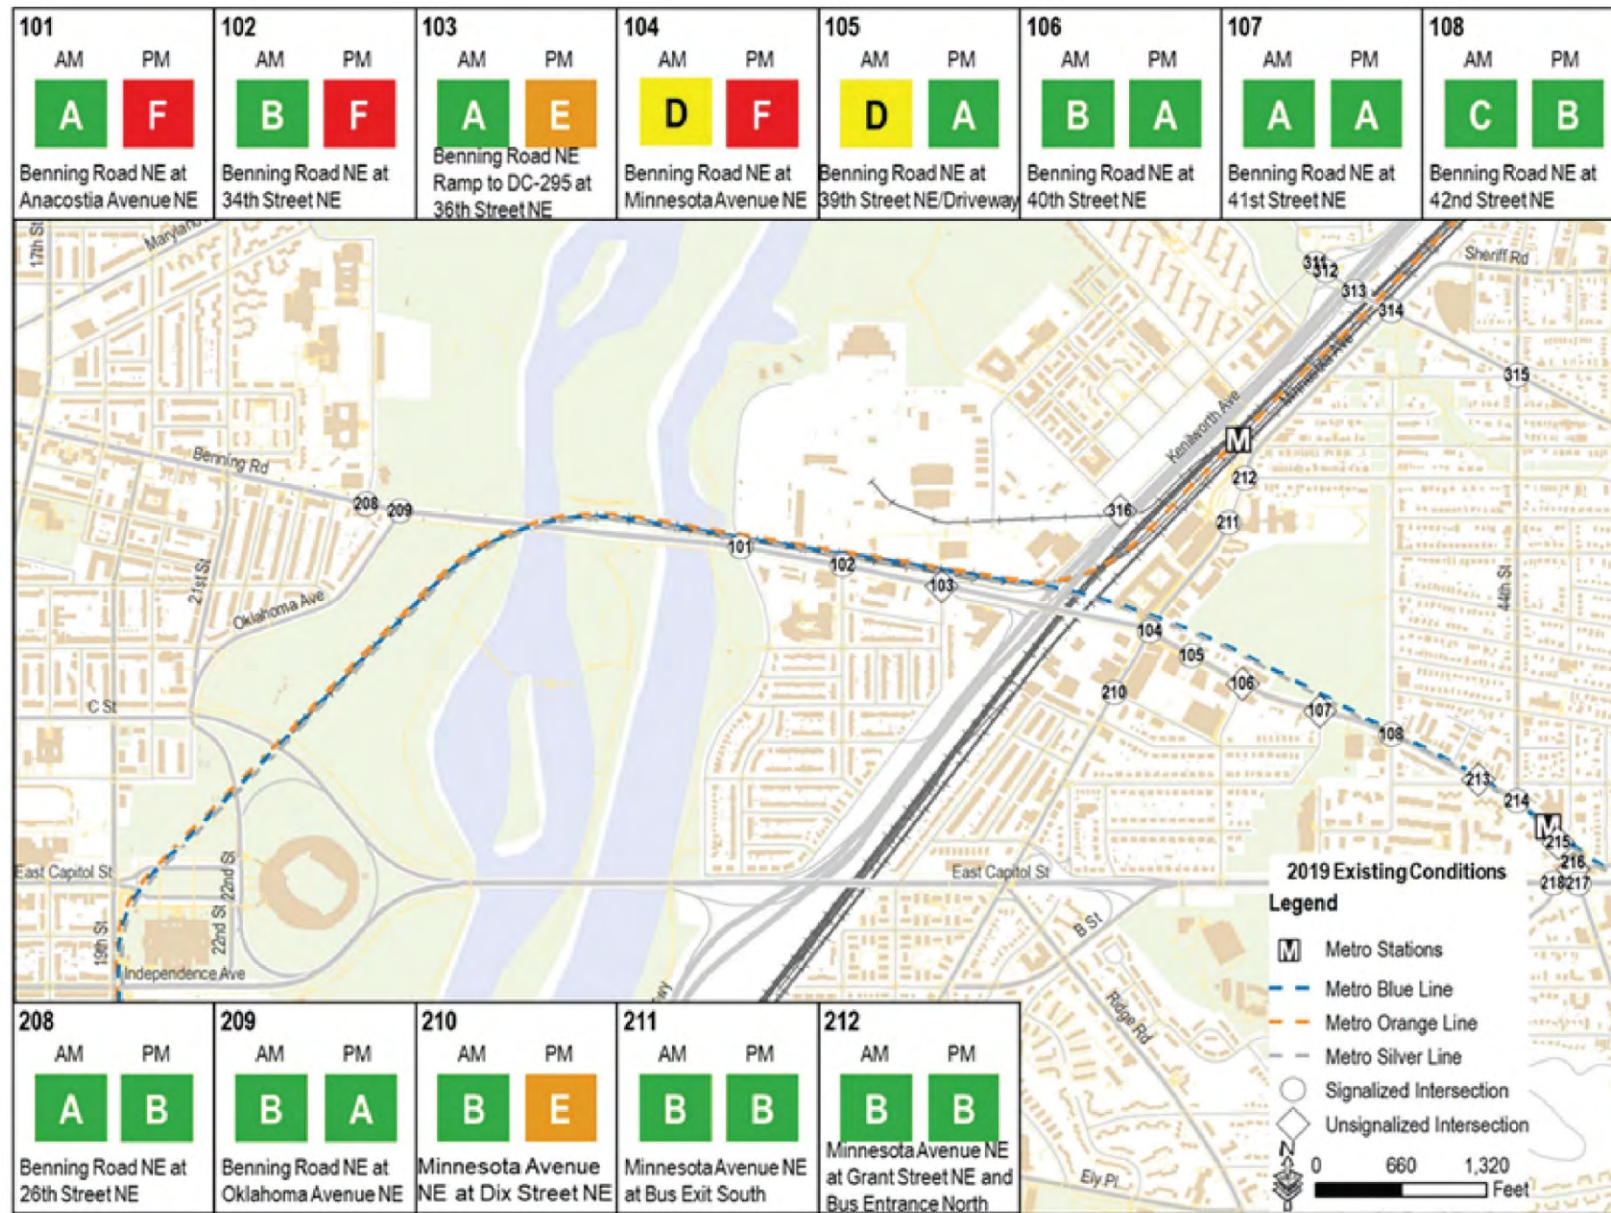 101
AM PM
A F
Benning Road NE at
Anacostia Avenue NE
102
AM PM
B F
Benning Road NE at
34th Street NE
103
AM PM
A E
Benning Road NE
Ramp to DC-295 at
36th Street NE
104
AM PM
D F
Benning Road NE at
Minnesota Avenue NE
105
AM PM
D A
Benning Road NE at
39th Street NE/Driveway
106
AM PM
B A
Benning Road NE at
40th Street NE
107
AM PM
A A
Benning Road NE at
41st Street NE
108
AM PM
C B
Benning Road NE at
42nd Street NE
17th St
Maryland
Sheriff Rd
311
312
313
314
315
Minnesota Ave
Kenilworth Ave
M
212
211
316
Benning Rd
208
209
101
102
103
21st St
Oklahoma Ave
44th St
104
105
106
107
108
210
213
214
C St
M
215
216
218
217
East Capitol St
22nd St
22nd St
East Capitol St
19th St
Independence Ave
B St
Ridge Rd
Ely Pl
2019 Existing Conditions
Legend
M Metro Stations
Metro Blue Line
Metro Orange Line
Metro Silver Line
Signalized Intersection
Unsignalized Intersection
N
0 660 1,320
Feet
208
AM PM
A B
Benning Road NE at
26th Street NE
209
AM PM
B A
Benning Road NE at
Oklahoma Avenue NE
210
AM PM
B E
Minnesota Avenue
NE at Dix Street NE
211
AM PM
B B
Minnesota Avenue NE
at Bus Exit South
212
AM PM
B B
Minnesota Avenue NE
at Grant Street NE and
Bus Entrance North